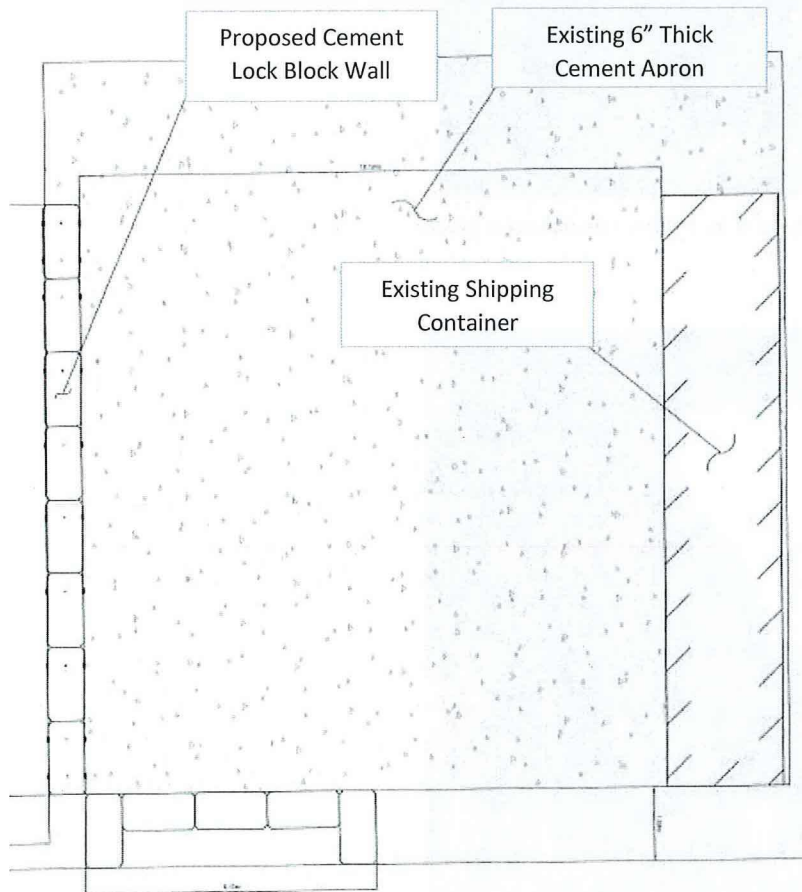 Proposed Cement
Lock Block Wall
Existing 6” Thick
Cement Apron
Existing Shipping
Container